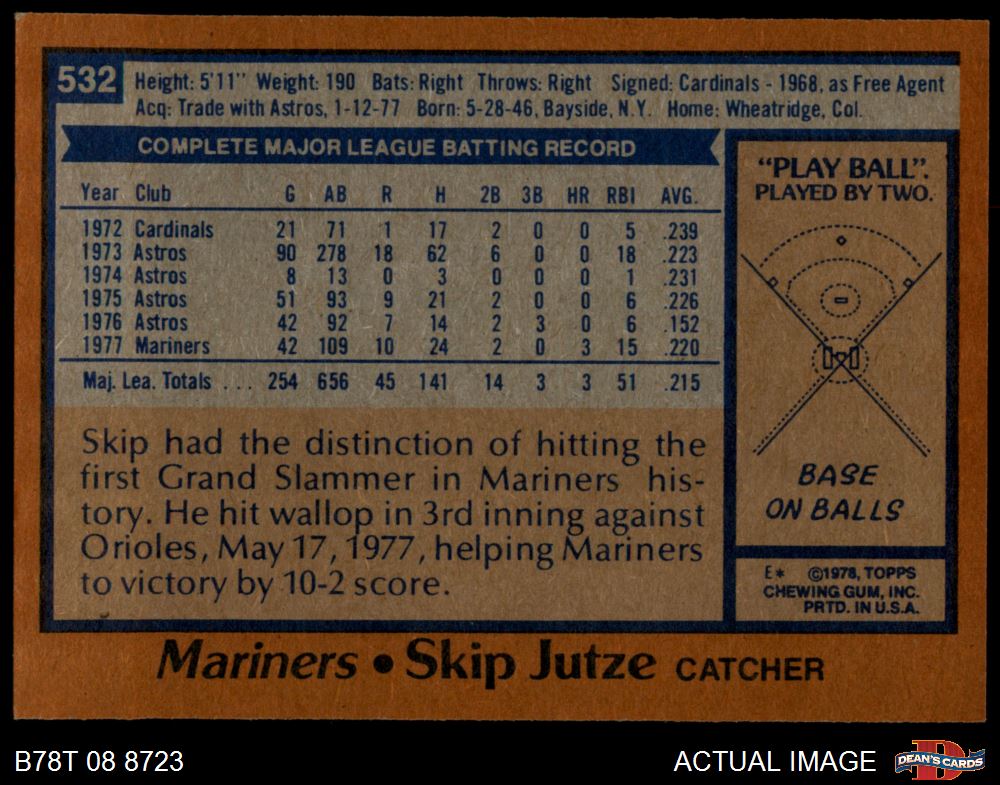 532
Height: 5'11" Weight: 190 Bats: Right Throws: Right Signed: Cardinals - 1968, as Free Agent
Acq: Trade with Astros, 1-12-77 Born: 5-28-46, Bayside, N.Y. Home: Wheatridge, Col.
COMPLETE MAJOR LEAGUE BATTING RECORD
Year Club G AB R H 2B 3B HR RBI AVG.
1972 Cardinals 21 71 1 17 2 0 0 5 .239
1973 Astros 90 278 18 62 6 0 0 18 .223
1974 Astros 8 13 0 3 0 0 0 1 .231
1975 Astros 51 93 9 21 2 0 0 6 .226
1976 Astros 42 92 7 14 2 3 0 6 .152
1977 Mariners 42 109 10 24 2 0 3 15 .220
Maj. Lea. Totals . . . 254 656 45 141 14 3 3 51 .215
Skip had the distinction of hitting the
first Grand Slammer in Mariners his-
tory. He hit wallop in 3rd inning against
Orioles, May 17, 1977, helping Mariners
to victory by 10-2 score.
"PLAY BALL".
PLAYED BY TWO.
BASE
ON BALLS
E* ©1978, TOPPS
CHEWING GUM, INC.
PRTD. IN U.S.A.
Mariners • Skip Jutze CATCHER
B78T 08 8723
ACTUAL IMAGE
D
DEAN'S CARDS